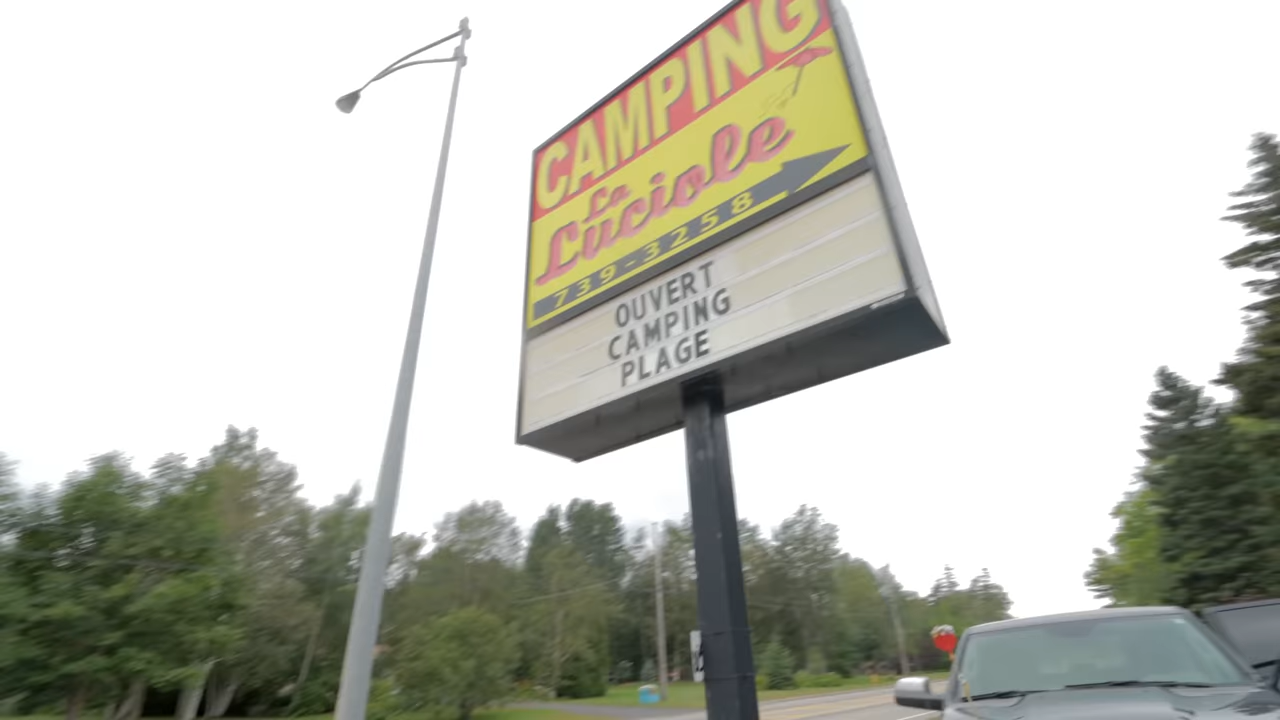 CAMPING
La
Luciole
739-3258
OUVERT
CAMPING
PLAGE